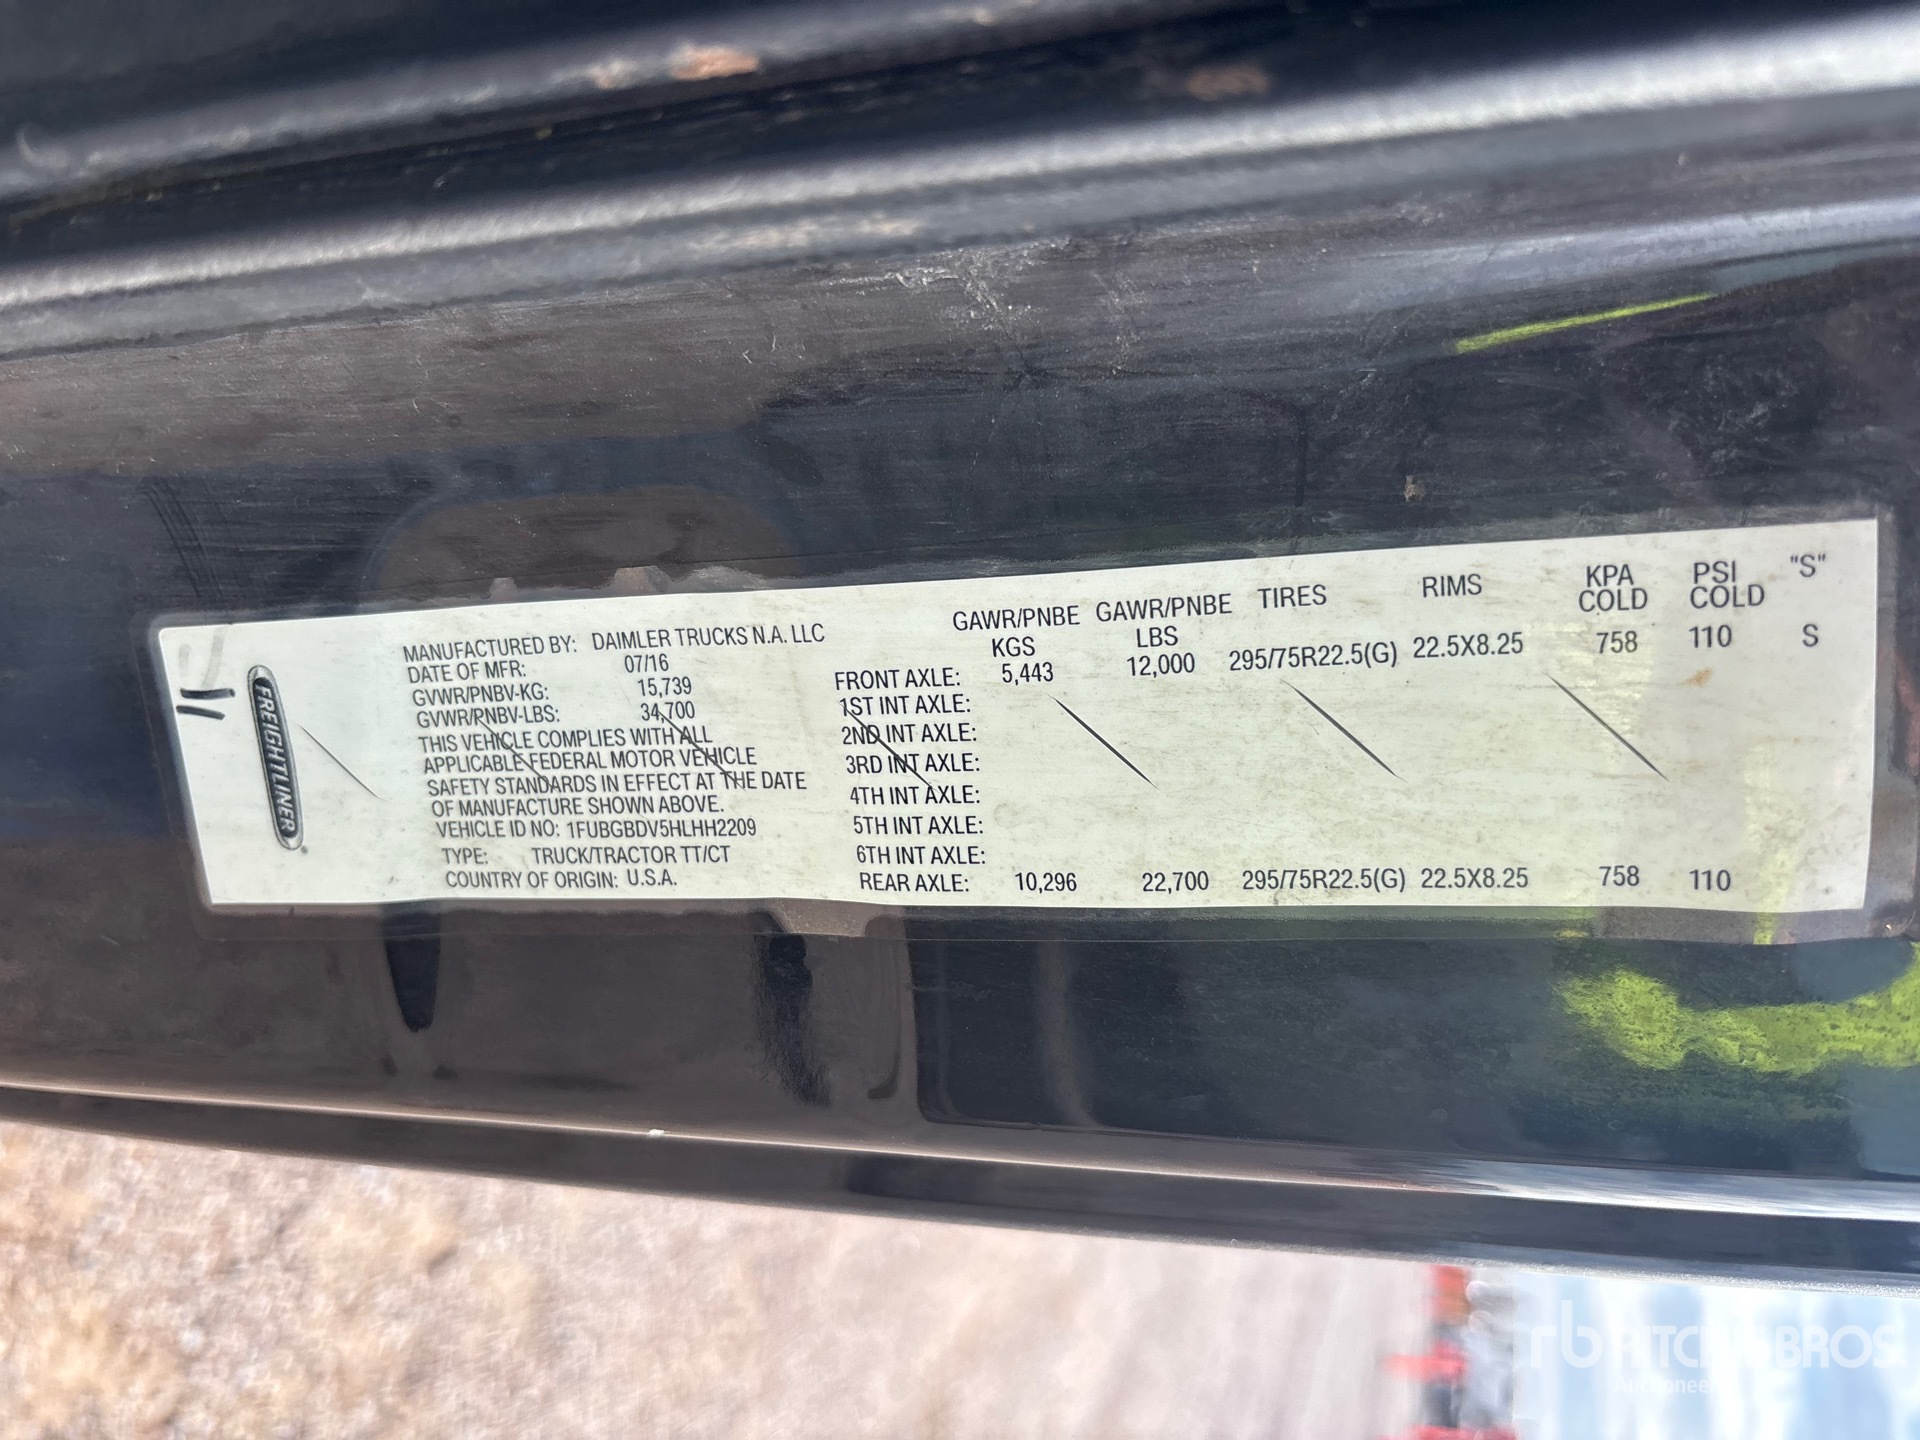 FREIGHTLINER
MANUFACTURED BY: DAIMLER TRUCKS N.A. LLC
DATE OF MFR: 07/16
GVWR/PNBV-KG: 15,739
GVWR/PNBV-LBS: 34,700
THIS VEHICLE COMPLIES WITH ALL
APPLICABLE FEDERAL MOTOR VEHICLE
SAFETY STANDARDS IN EFFECT AT THE DATE
OF MANUFACTURE SHOWN ABOVE.
VEHICLE ID NO: 1FUBGBDV5HLHH2209
TYPE: TRUCK/TRACTOR TT/CT
COUNTRY OF ORIGIN: U.S.A.
GAWR/PNBE GAWR/PNBE TIRES RIMS KPA PSI "S"
KGS LBS COLD COLD
FRONT AXLE: 5,443 12,000 295/75R22.5(G) 22.5X8.25 758 110 S
1ST INT AXLE:
2ND INT AXLE:
3RD INT AXLE:
4TH INT AXLE:
5TH INT AXLE:
6TH INT AXLE:
REAR AXLE: 10,296 22,700 295/75R22.5(G) 22.5X8.25 758 110
rb RITCHIE BROS
Auctioneers